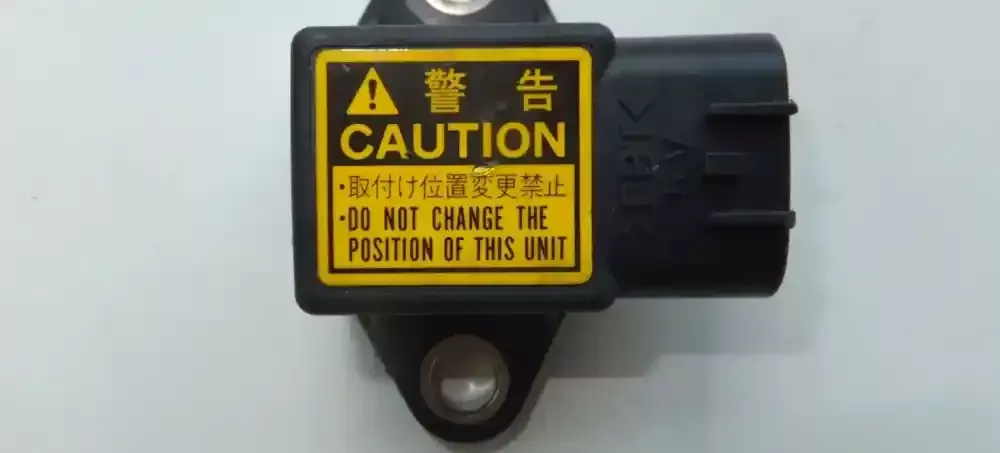 警告
CAUTION
・取付け位置変更禁止
・DO NOT CHANGE THE
POSITION OF THIS UNIT